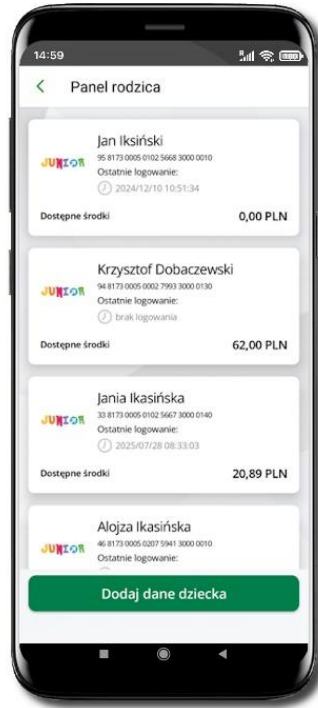 14:59
Panel rodzica
Jan Iksiński
95 8173 0005 0102 5668 3000 0010
JUNIOR
Ostatnie logowanie:
2024/12/10 10:51:34
Dostępne środki 0,00 PLN
Krzysztof Dobaczewski
94 8173 0005 0002 7993 3000 0130
JUNIOR
Ostatnie logowanie:
brak logowania
Dostępne środki 62,00 PLN
Jania Ikasińska
33 8173 0005 0102 5667 3000 0140
JUNIOR
Ostatnie logowanie:
2025/07/28 08:33:03
Dostępne środki 20,89 PLN
Alojza Ikasińska
46 8173 0005 0207 5941 3000 0010
JUNIOR
Ostatnie logowanie:
Dodaj dane dziecka